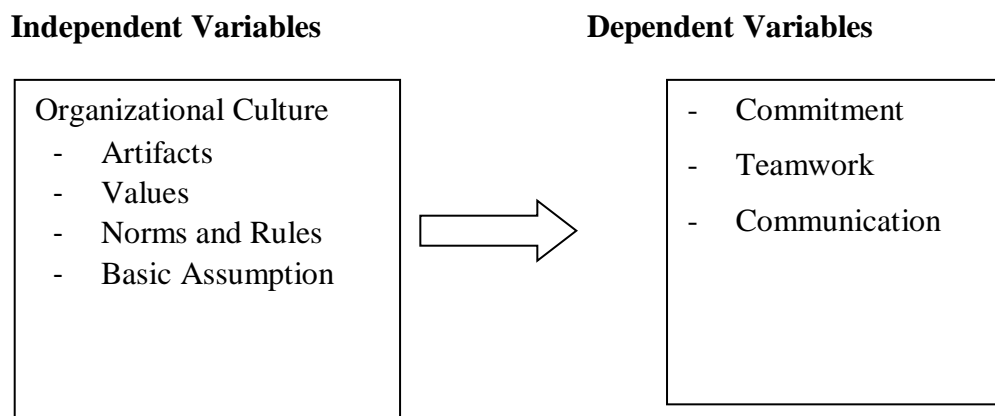 Independent Variables
Dependent Variables
Organizational Culture
- Artifacts
- Values
- Norms and Rules
- Basic Assumption
- Commitment
- Teamwork
- Communication